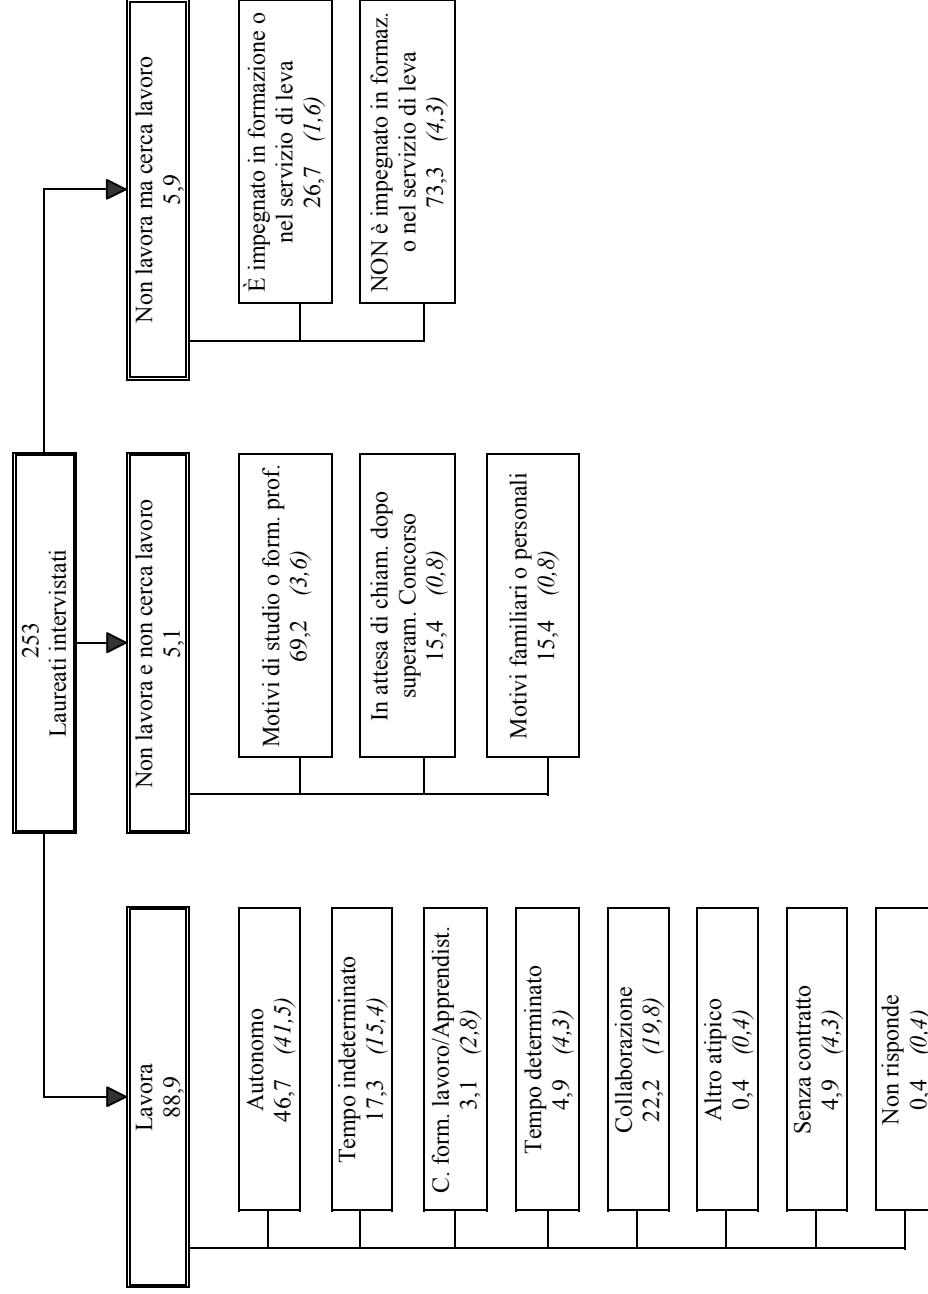 253
Laureati intervistati
Lavora
88,9
Autonomo
46,7 (41,5)
Tempo indeterminato
17,3 (15,4)
C. form. lavoro/Apprendist.
3,1 (2,8)
Tempo determinato
4,9 (4,3)
Collaborazione
22,2 (19,8)
Altro atipico
0,4 (0,4)
Senza contratto
4,9 (4,3)
Non risponde
0,4 (0,4)
Non lavora e non cerca lavoro
5,1
Motivi di studio o form. prof.
69,2 (3,6)
In attesa di chiam. dopo
superam. Concorso
15,4 (0,8)
Motivi familiari o personali
15,4 (0,8)
Non lavora ma cerca lavoro
5,9
È impegnato in formazione o
nel servizio di leva
26,7 (1,6)
NON è impegnato in formaz.
o nel servizio di leva
73,3 (4,3)